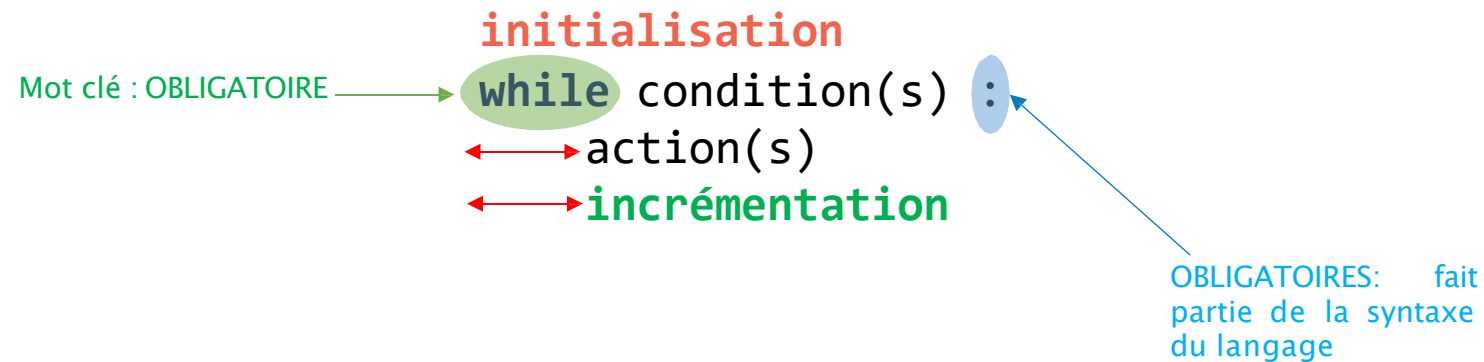 initialisation
Mot clé : OBLIGATOIRE
while condition(s) :
action(s)
incrémentation
OBLIGATOIRES: fait
partie de la syntaxe
du langage